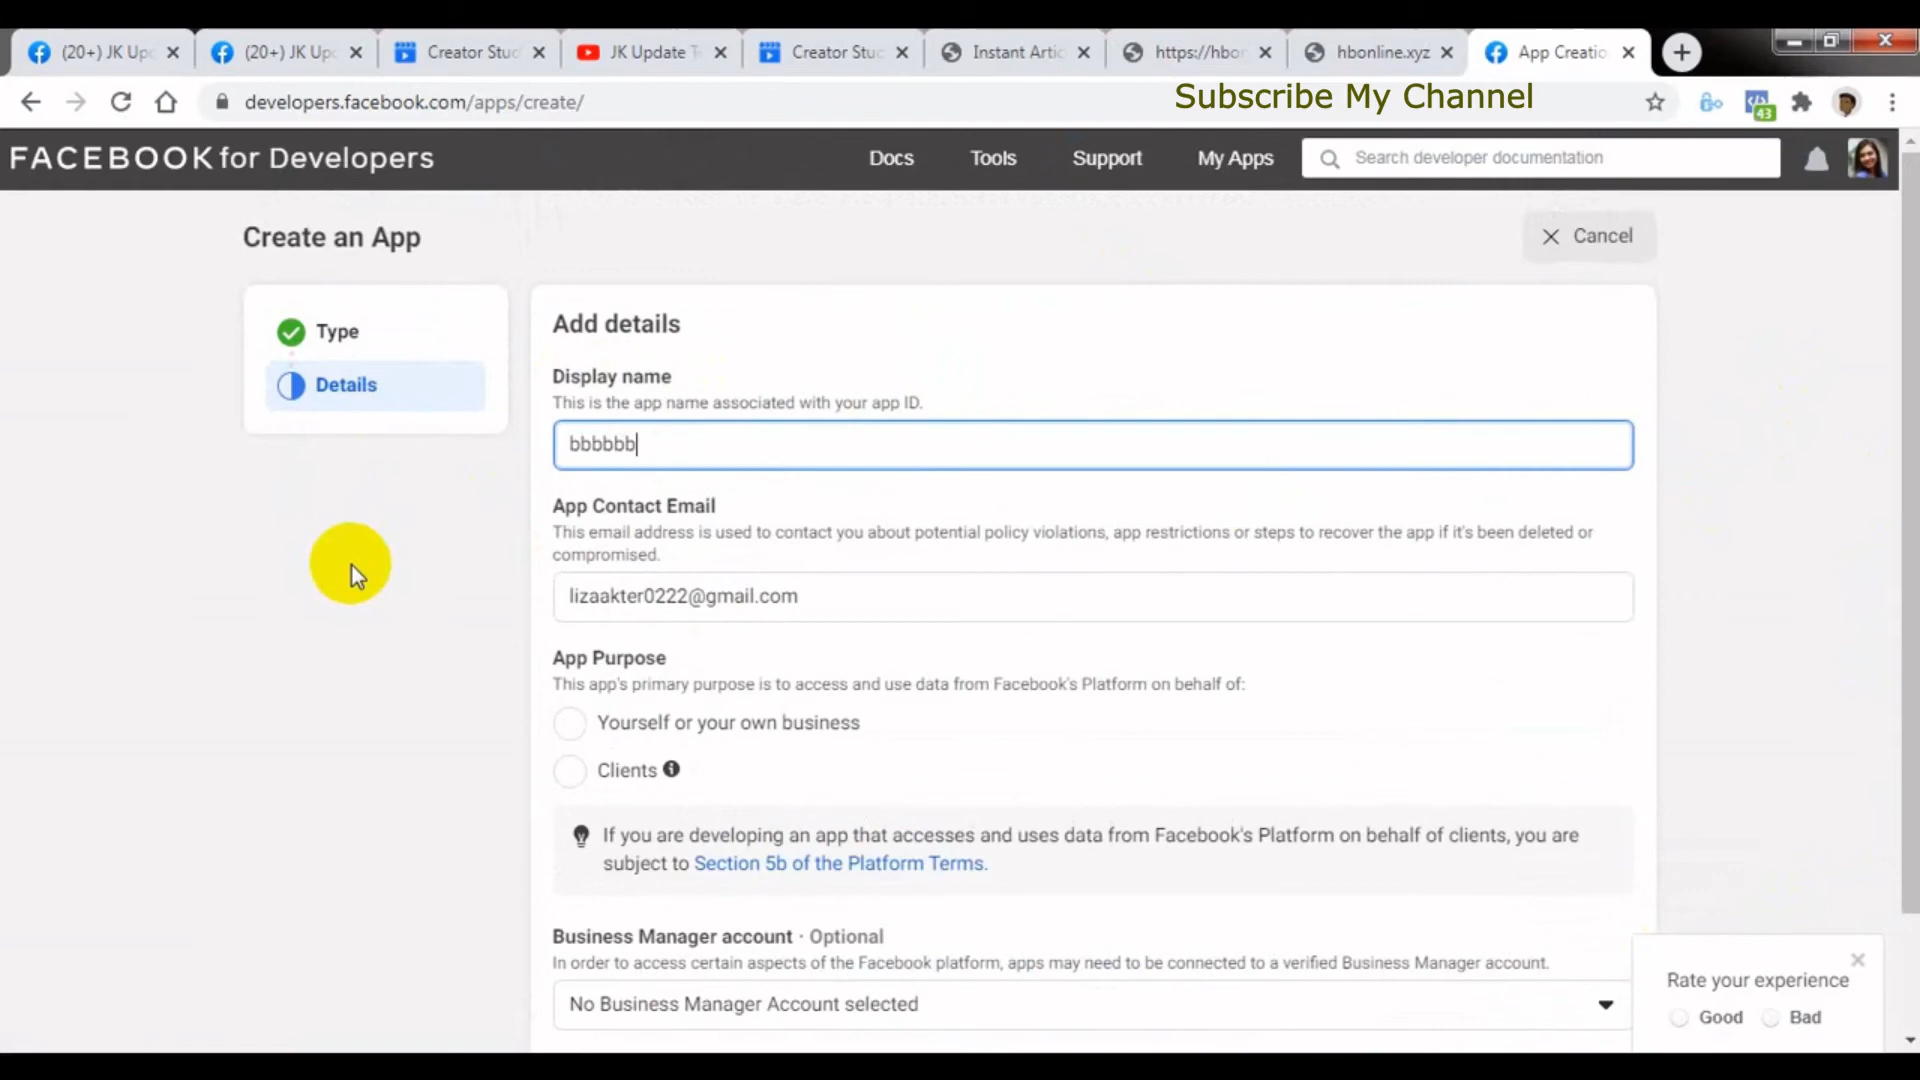 (20+) JK Up
(20+) JK Up
Creator Stud
JK Update T
Creator Stud
Instant Artic
https://hbor
hbonline.xyz
App Creatio
developers.facebook.com/apps/create/
Subscribe My Channel
43
FACEBOOK for Developers
Docs
Tools
Support
My Apps
Search developer documentation
Create an App
Cancel
Type
Details
Add details
Display name
This is the app name associated with your app ID.
bbbbbb
App Contact Email
This email address is used to contact you about potential policy violations, app restrictions or steps to recover the app if it's been deleted or
compromised.
lizaakter0222@gmail.com
App Purpose
This app's primary purpose is to access and use data from Facebook's Platform on behalf of:
Yourself or your own business
Clients
If you are developing an app that accesses and uses data from Facebook's Platform on behalf of clients, you are
subject to Section 5b of the Platform Terms.
Business Manager account · Optional
In order to access certain aspects of the Facebook platform, apps may need to be connected to a verified Business Manager account.
No Business Manager Account selected
Rate your experience
Good
Bad